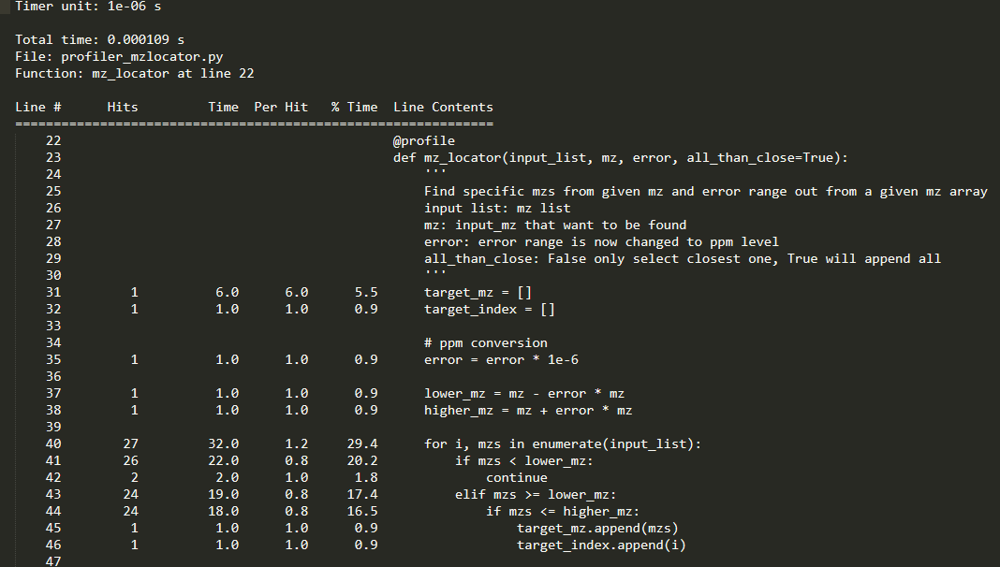 Timer unit: 1e-06 s
Total time: 0.000109 s
File: profiler_mzlocator.py
Function: mz_locator at line 22
Line #      Hits         Time  Per Hit   % Time  Line Contents
==============================================================
    22                                           @profile
    23                                           def mz_locator(input_list, mz, error, all_than_close=True):
    24                                               '''
    25                                               Find specific mzs from given mz and error range out from a given mz array
    26                                               input list: mz list
    27                                               mz: input_mz that want to be found
    28                                               error: error range is now changed to ppm level
    29                                               all_than_close: False only select closest one, True will append all
    30                                               '''
    31         1          6.0      6.0      5.5      target_mz = []
    32         1          1.0      1.0      0.9      target_index = []
    33
    34                                               # ppm conversion
    35         1          1.0      1.0      0.9      error = error * 1e-6
    36
    37         1          1.0      1.0      0.9      lower_mz = mz - error * mz
    38         1          1.0      1.0      0.9      higher_mz = mz + error * mz
    39
    40        27         32.0      1.2     29.4      for i, mzs in enumerate(input_list):
    41        26         22.0      0.8     20.2          if mzs < lower_mz:
    42         2          2.0      1.0      1.8              continue
    43        24         19.0      0.8     17.4          elif mzs >= lower_mz:
    44        24         18.0      0.8     16.5              if mzs <= higher_mz:
    45         1          1.0      1.0      0.9                  target_mz.append(mzs)
    46         1          1.0      1.0      0.9                  target_index.append(i)
    47